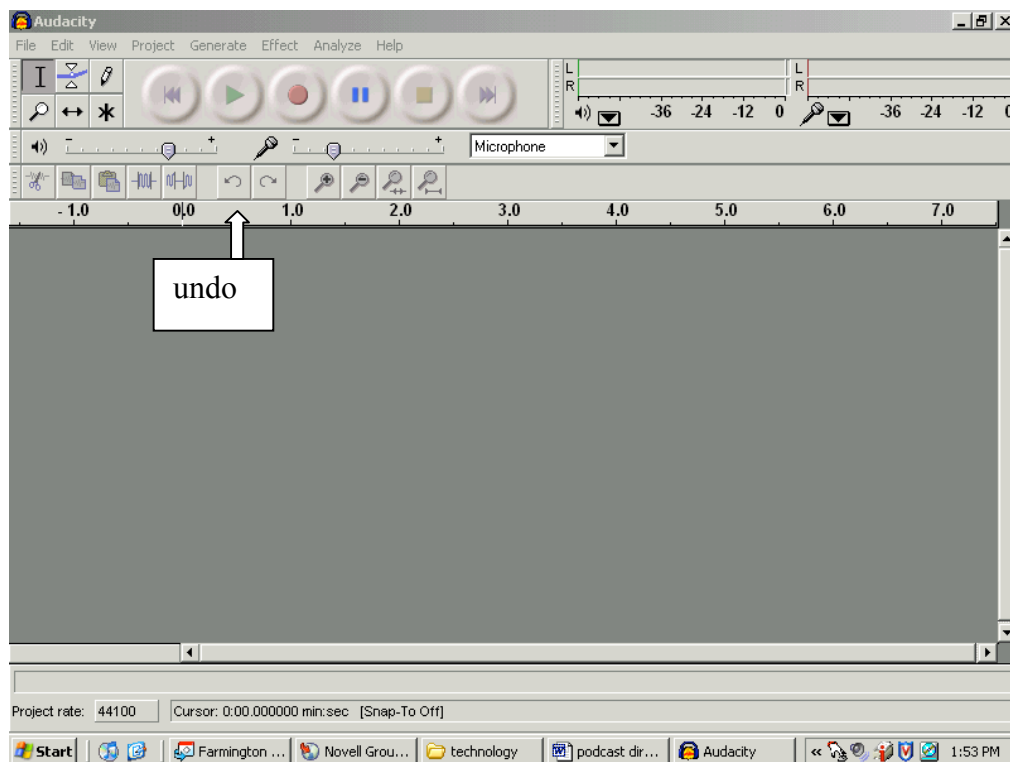 Audacity
File Edit View Project Generate Effect Analyze Help
L
R
-36 -24 -12 0
L
R
-36 -24 -12 0
- +
- +
Microphone
- 1.0 0.0 1.0 2.0 3.0 4.0 5.0 6.0 7.0
undo
Project rate: 44100 Cursor: 0:00.000000 min:sec [Snap-To Off]
Start Farmington ... Novell Grou... technology podcast dir... Audacity « 1:53 PM